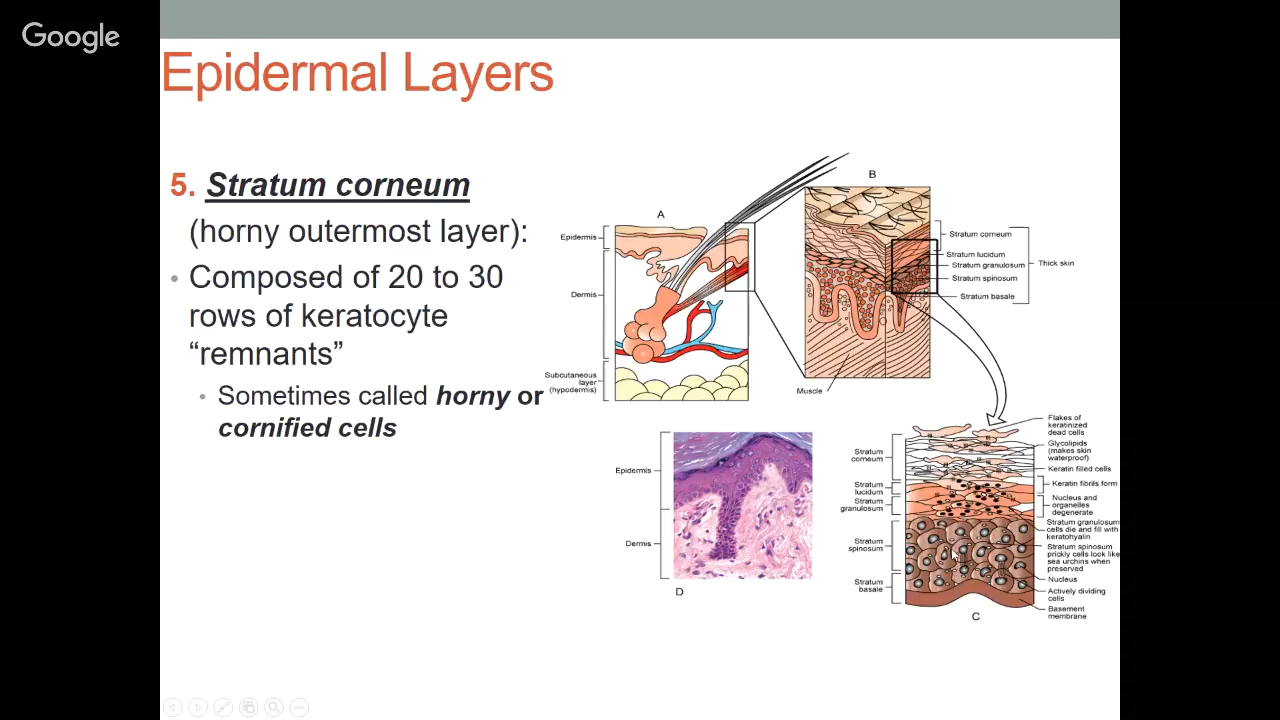 Google
Epidermal Layers
5. Stratum corneum
(horny outermost layer):
• Composed of 20 to 30
rows of keratocyte
“remnants”
• Sometimes called horny or
cornified cells
A
Epidermis
Dermis
Subcutaneous
layer
(hypodermis)
B
Stratum corneum
Stratum lucidum
Stratum granulosum
Stratum spinosum
Stratum basale
Thick skin
Muscle
Epidermis
Dermis
D
Stratum
corneum
Stratum
lucidum
Stratum
granulosum
Stratum
spinosum
Stratum
basale
Flakes of
keratinized
dead cells
Glycolipids
(makes skin
waterproof)
Keratin filled cells
Keratin fibrils form
Nucleus and
organelles
degenerate
Stratum granulosum
cells die and fill with
keratohyalin
Stratum spinosum
prickly cells look like
sea urchins when
preserved
Nucleus
Actively dividing
cells
Basement
membrane
C